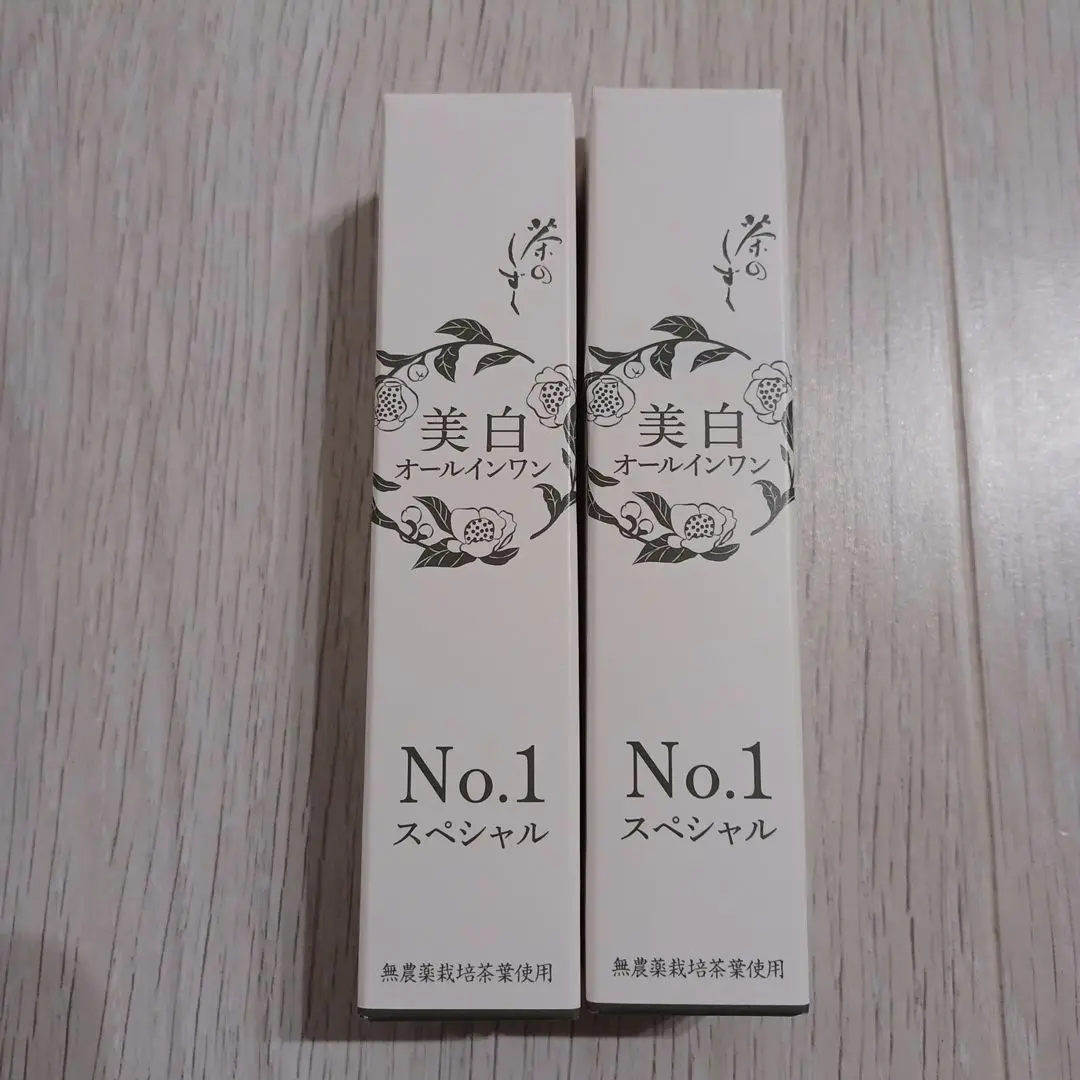 茶の
しずく
美白
オールインワン
No.1
スペシャル
無農薬栽培茶葉使用
茶の
しずく
美白
オールインワン
No.1
スペシャル
無農薬栽培茶葉使用